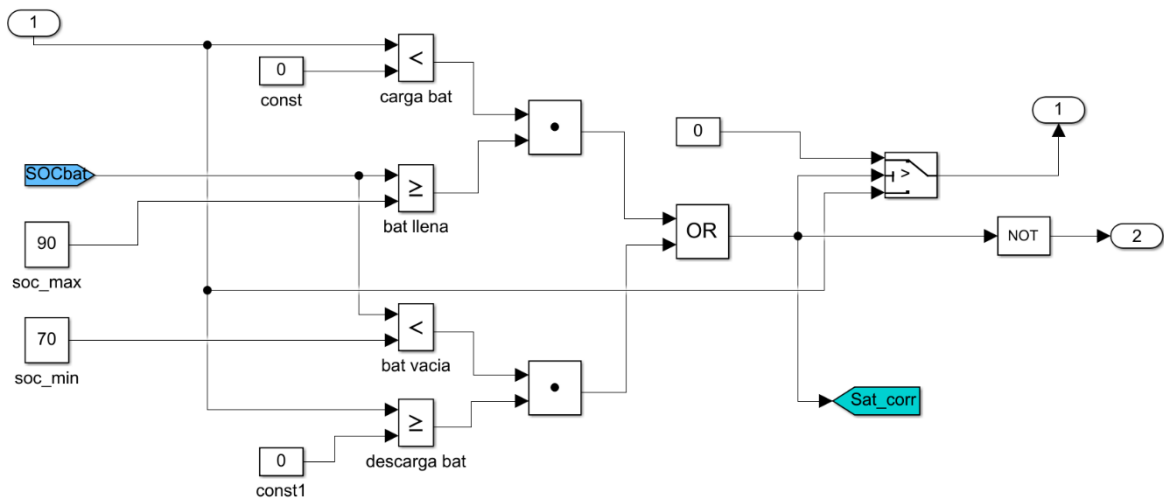 1
<
0
carga bat
const
1
•
0
SOCbat
>
≥
bat llena
OR
90
NOT
2
soc_max
<
70
bat vacia
soc_min
•
Sat_corr
≥
0
descarga bat
const1